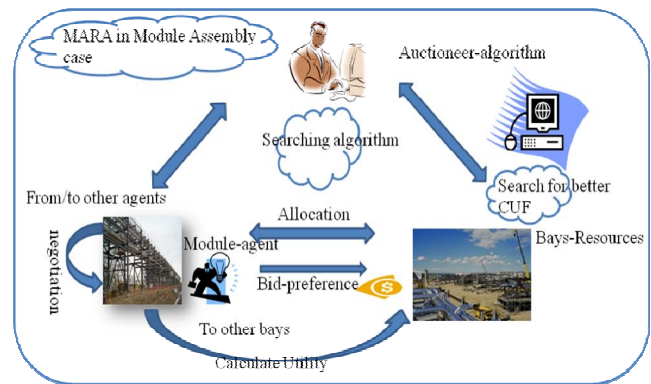 MARA in Module Assembly
case
Auctioneer-algorithm
Searching algorithm
Search for better
CUF
From/to other agents
Allocation
Bays-Resources
negotiation
Module-agent
Bid-preference
To other bays
Calculate Utility